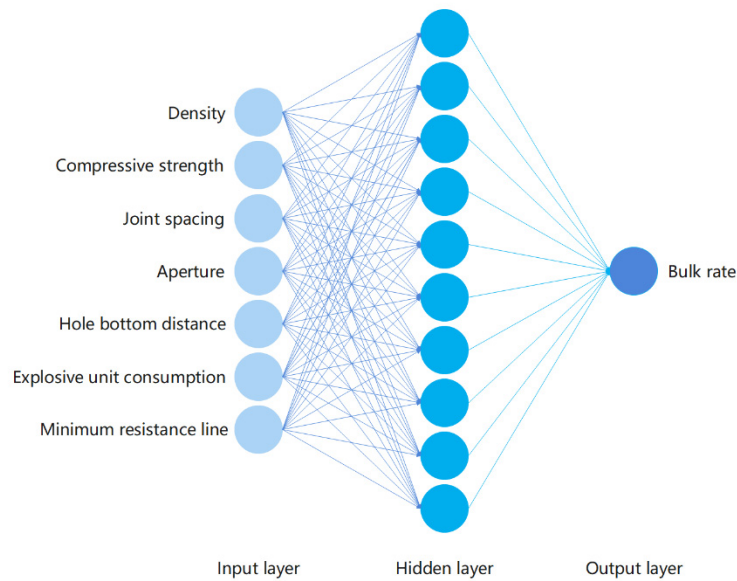 Density
Compressive strength
Joint spacing
Aperture
Hole bottom distance
Explosive unit consumption
Minimum resistance line
Bulk rate
Input layer
Hidden layer
Output layer